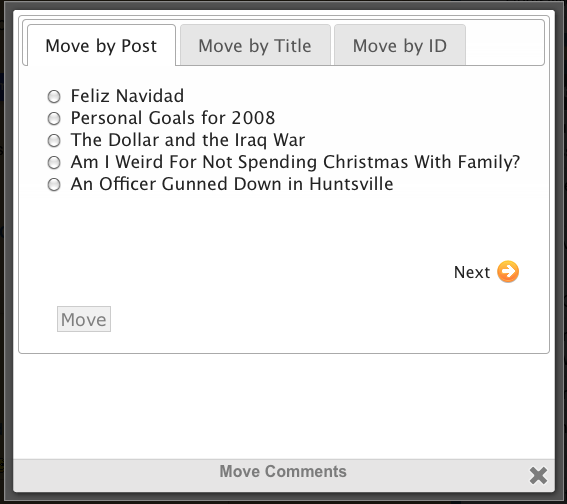 Move by Post
Move by Title
Move by ID
Feliz Navidad
Personal Goals for 2008
The Dollar and the Iraq War
Am I Weird For Not Spending Christmas With Family?
An Officer Gunned Down in Huntsville
Next
Move
Move Comments